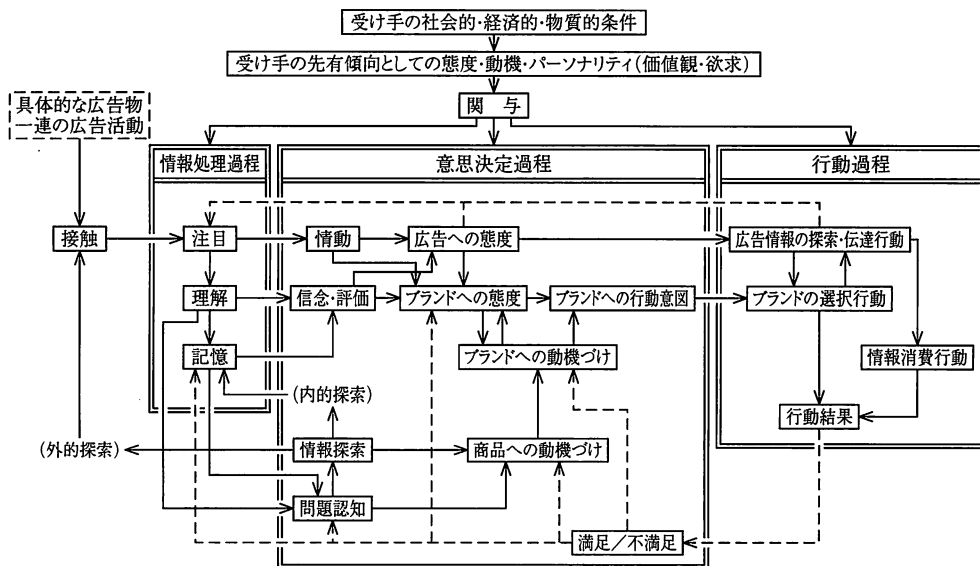 受け手の社会的・経済的・物質的条件
受け手の先有傾向としての態度・動機・パーソナリティ(価値観・欲求)
関 与
具体的な広告物
一連の広告活動
情報処理過程
意思決定過程
行動過程
接触
注目
情動
広告への態度
広告情報の探索・伝達行動
理解
信念・評価
ブランドへの態度
ブランドへの行動意図
ブランドの選択行動
記憶
ブランドへの動機づけ
情報消費行動
(内的探索)
行動結果
(外的探索)
情報探索
商品への動機づけ
問題認知
満足/不満足